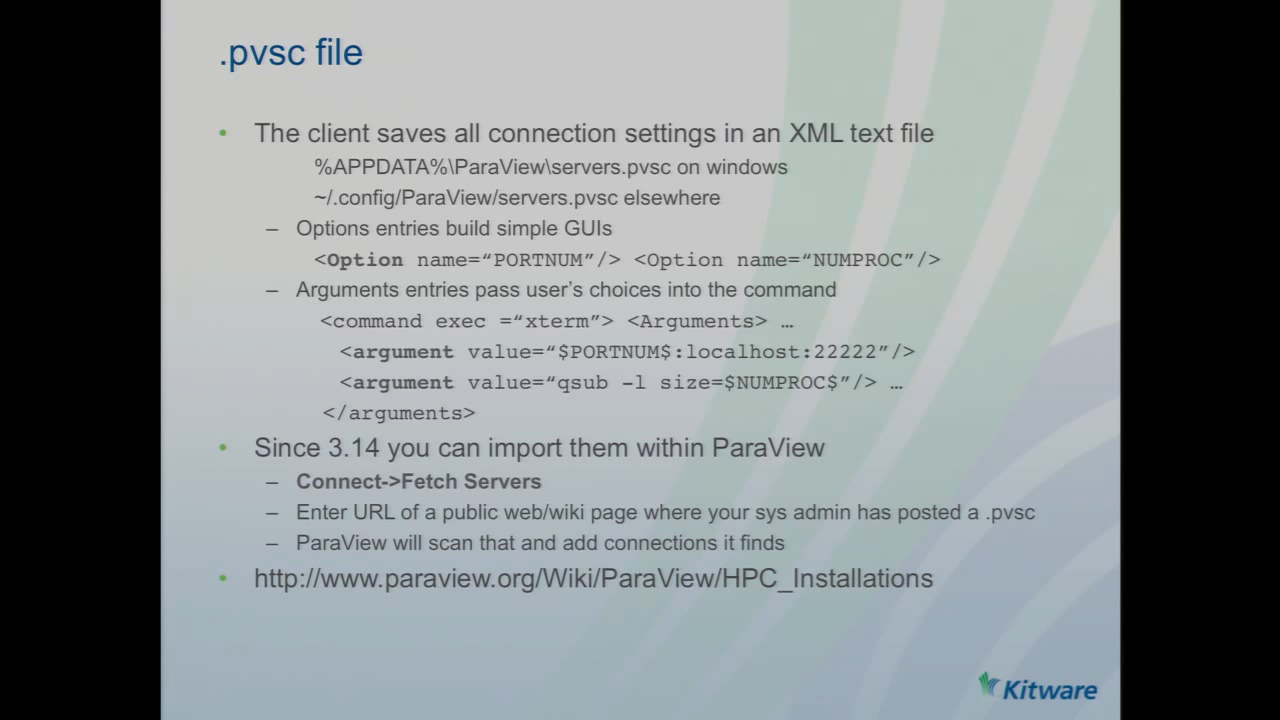 .pvsc file
• The client saves all connection settings in an XML text file
%APPDATA%\ParaView\servers.pvsc on windows
~/.config/ParaView/servers.pvsc elsewhere
– Options entries build simple GUIs
<Option name=“PORTNUM”/> <Option name=“NUMPROC”/>
– Arguments entries pass user’s choices into the command
<command exec =“xterm”> <Arguments> …
<argument value=“$PORTNUM$:localhost:22222”/>
<argument value=“qsub –l size=$NUMPROC$”/> …
</arguments>
• Since 3.14 you can import them within ParaView
– Connect->Fetch Servers
– Enter URL of a public web/wiki page where your sys admin has posted a .pvsc
– ParaView will scan that and add connections it finds
• http://www.paraview.org/Wiki/ParaView/HPC_Installations
Kitware